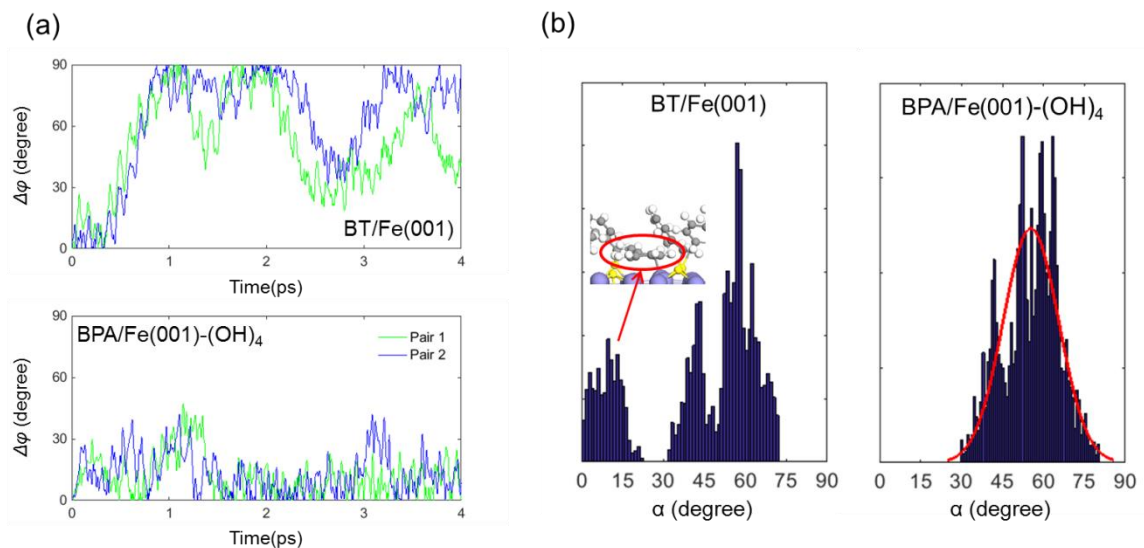 (a)
90
60
30
0
Δφ (degree)
BT/Fe(001)
0 1 2 3 4
Time(ps)
90
60
30
0
Δφ (degree)
BPA/Fe(001)-(OH)4
Pair 1
Pair 2
0 1 2 3 4
Time(ps)
(b)
BT/Fe(001)
0 15 30 45 60 75 90
α (degree)
BPA/Fe(001)-(OH)4
0 15 30 45 60 75 90
α (degree)